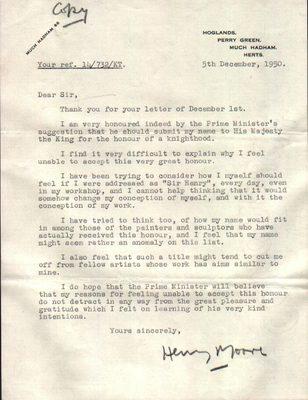 Copy
MUCH HADHAM 66
HOGLANDS,
PERRY GREEN,
MUCH HADHAM,
HERTS.
Your ref. 14/732/KT.
5th December, 1950.
Dear Sir,
Thank you for your letter of December 1st.
I am very honoured indeed by the Prime Minister's
suggestion that he should submit my name to His Majesty
the King for the honour of a knighthood.
I find it very difficult to explain why I feel
unable to accept this very great honour.
I have been trying to consider how I myself should
feel if I were addressed as "Sir Henry", every day, even
in my workshop, and I cannot help thinking that it would
somehow change my conception of myself, and with it the
conception of my work.
I have tried to think too, of how my name would fit
in among those of the painters and sculptors who have
actually received this honour, and I feel that my name
might seem rather an anomaly on this list.
I also feel that such a title might tend to cut me
off from fellow artists whose work has aims similar to
mine.
I do hope that the Prime Minister will believe
that my reasons for feeling unable to accept this honour
do not detract in any way from the great pleasure and
gratitude which I felt on learning of his very kind
intentions.
Yours sincerely,
Henry Moore